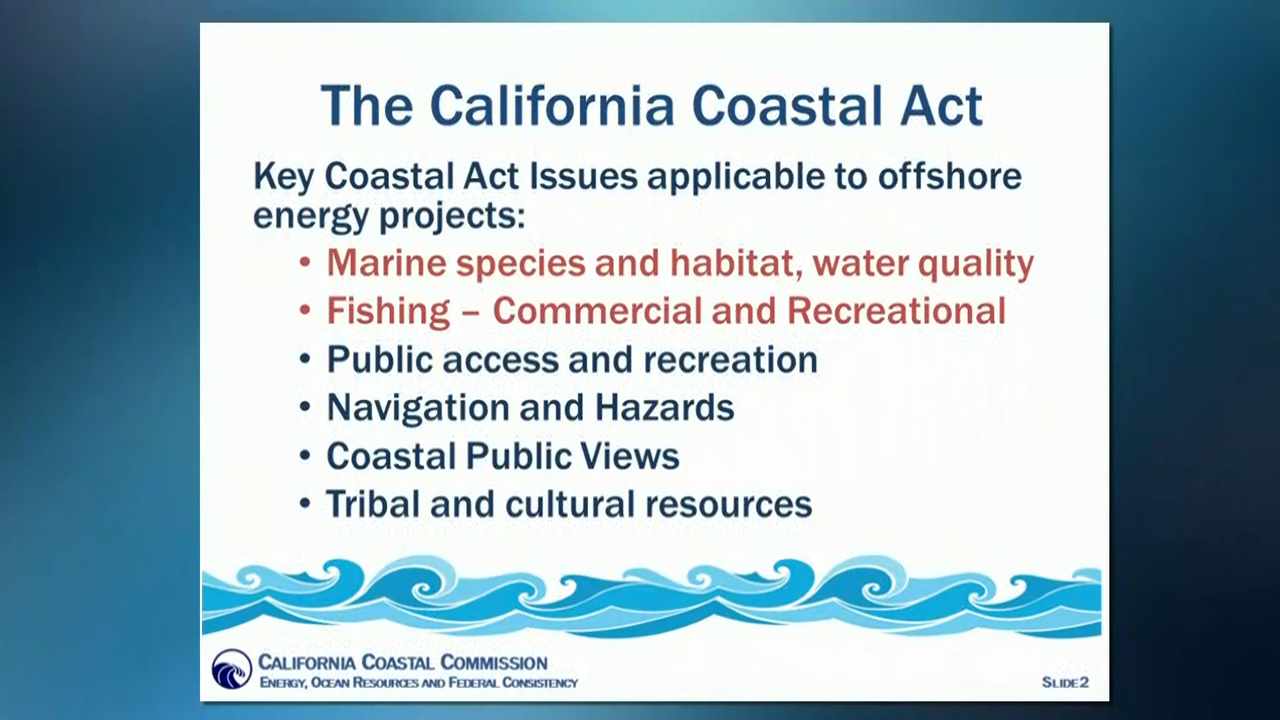 The California Coastal Act
Key Coastal Act Issues applicable to offshore
energy projects:
• Marine species and habitat, water quality
• Fishing – Commercial and Recreational
• Public access and recreation
• Navigation and Hazards
• Coastal Public Views
• Tribal and cultural resources
CALIFORNIA COASTAL COMMISSION
ENERGY, OCEAN RESOURCES AND FEDERAL CONSISTENCY
SLIDE2